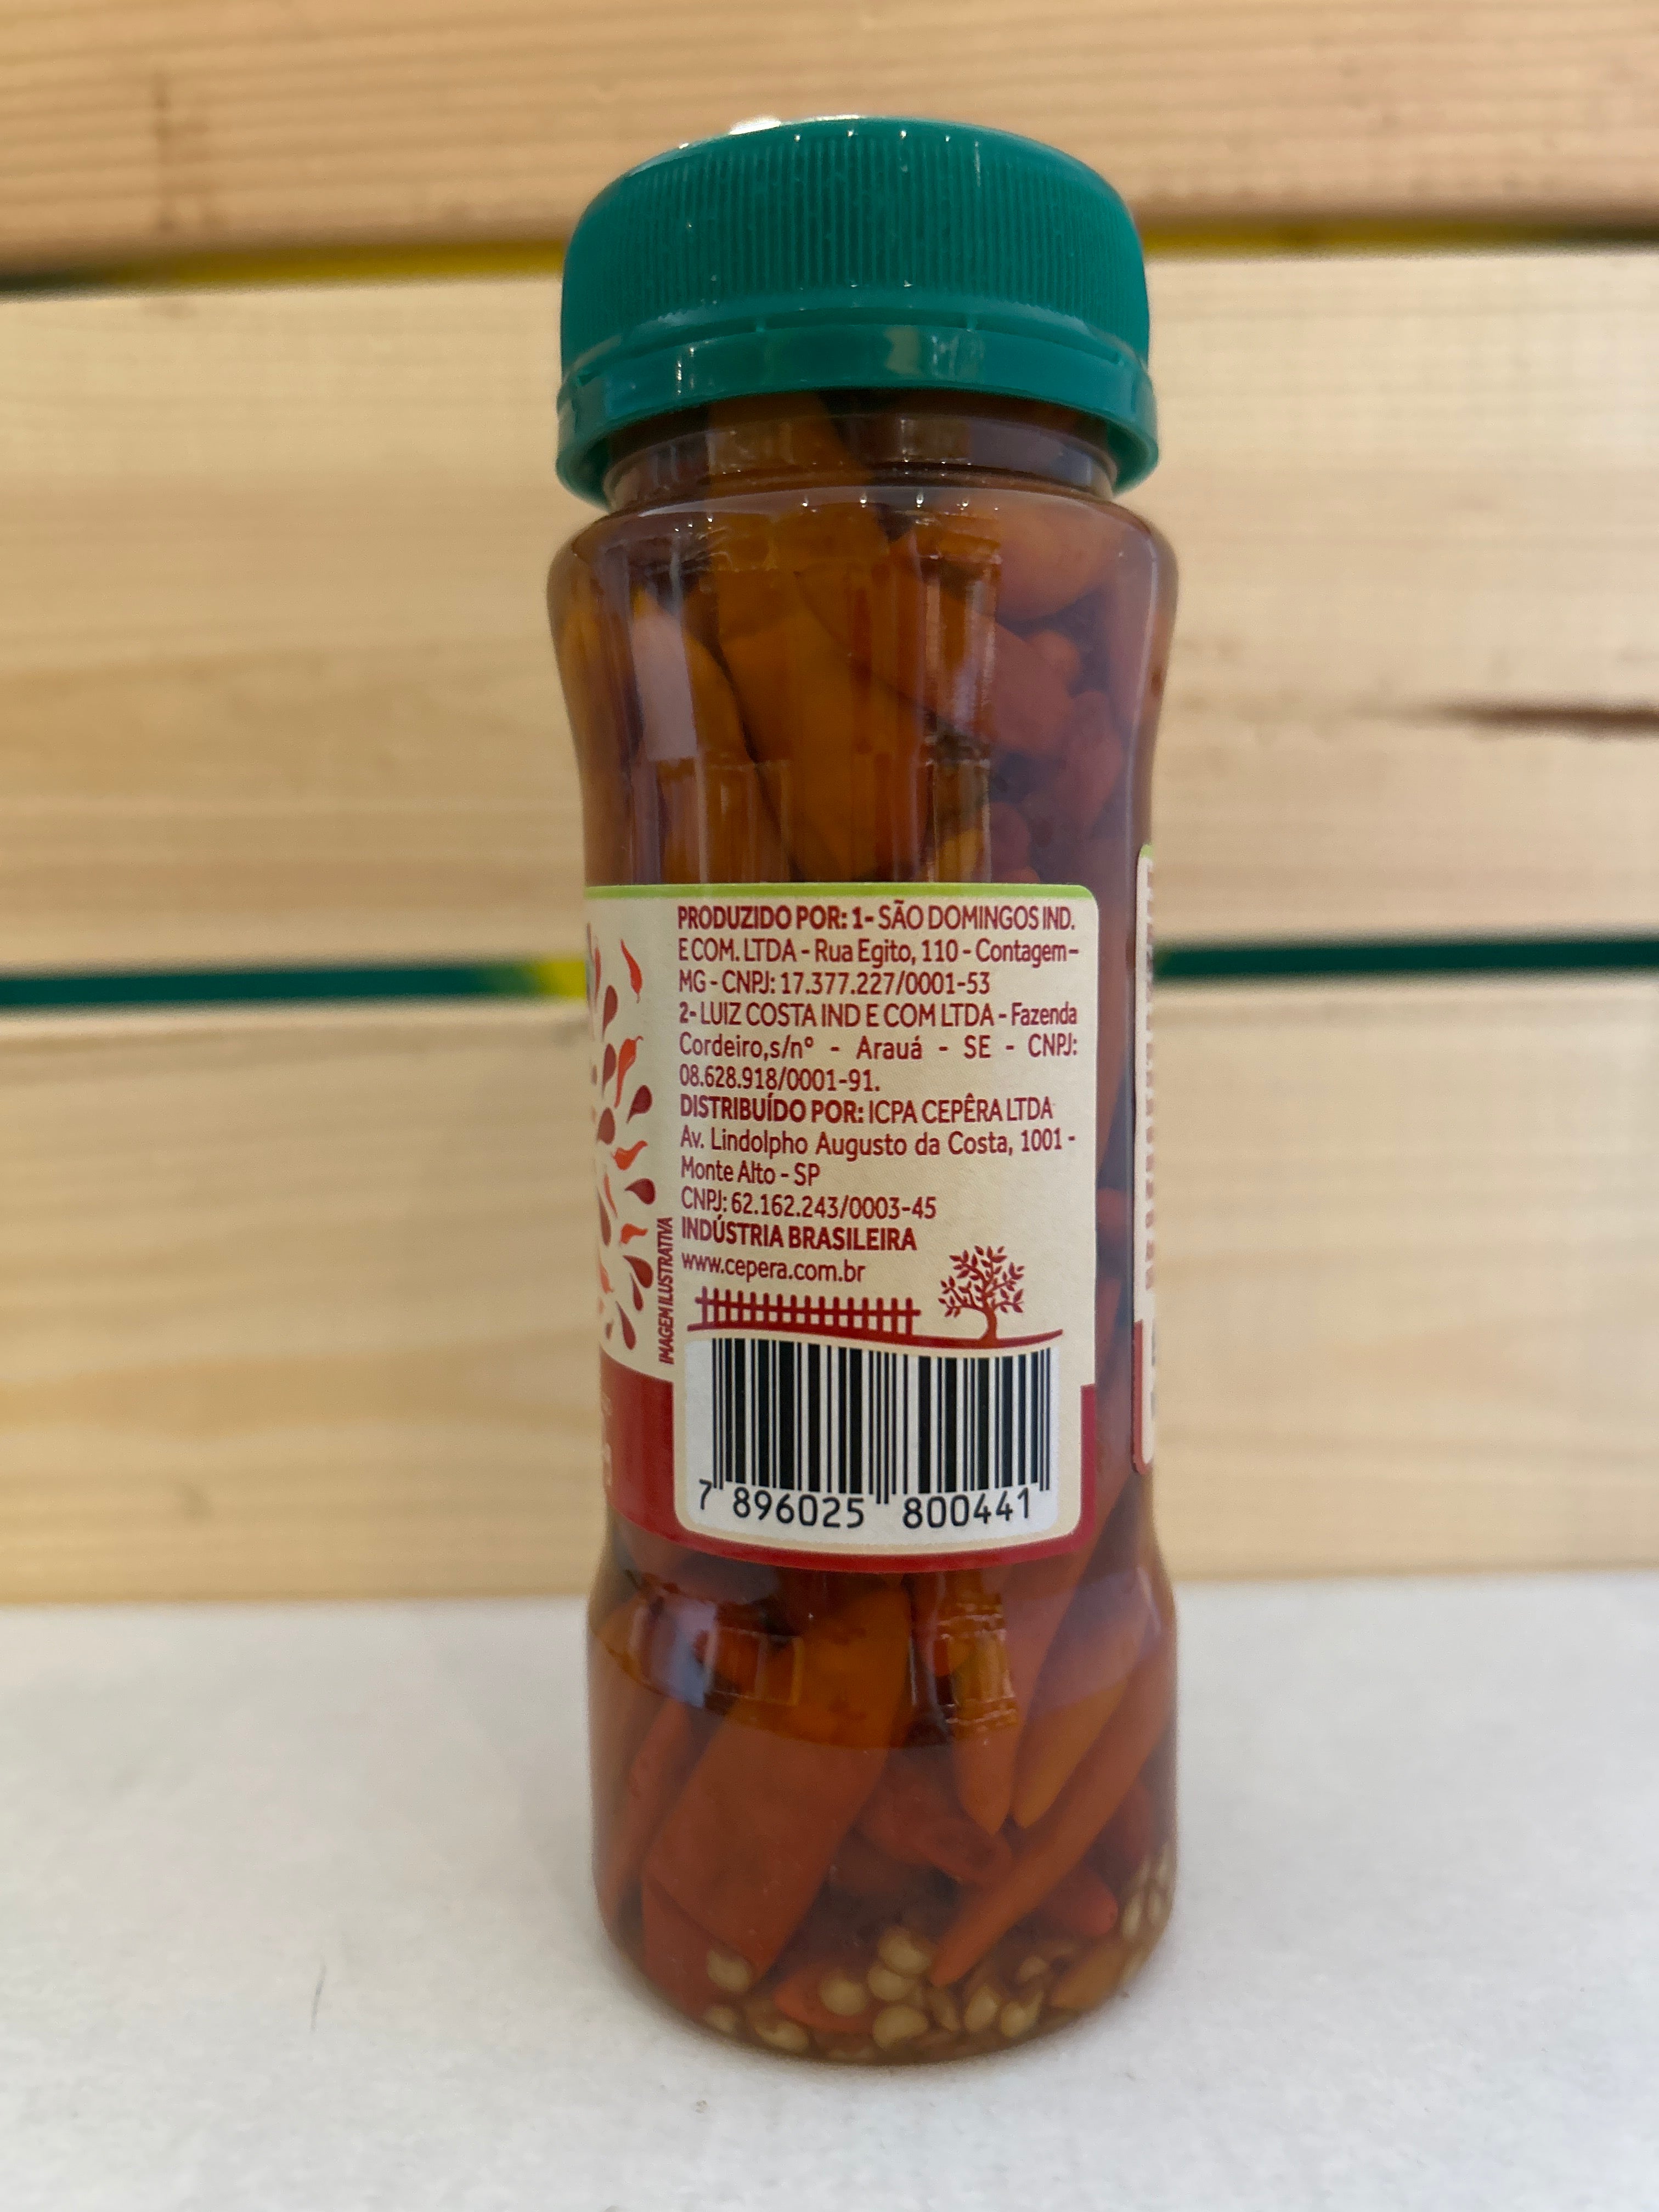 PRODUZIDO POR: 1- SÃO DOMINGOS IND.
E COM. LTDA - Rua Egito, 110 - Contagem-
MG - CNPJ: 17.377.227/0001-53
2- LUIZ COSTA IND E COM LTDA - Fazenda
Cordeiro,s/nº - Arauá - SE - CNPJ:
08.628.918/0001-91.
DISTRIBUÍDO POR: ICPA CEPÊRA LTDA
Av. Lindolpho Augusto da Costa, 1001 -
Monte Alto - SP
CNPJ: 62.162.243/0003-45
INDÚSTRIA BRASILEIRA
www.cepera.com.br
IMAGEM ILUSTRATIVA
7 896025 800441